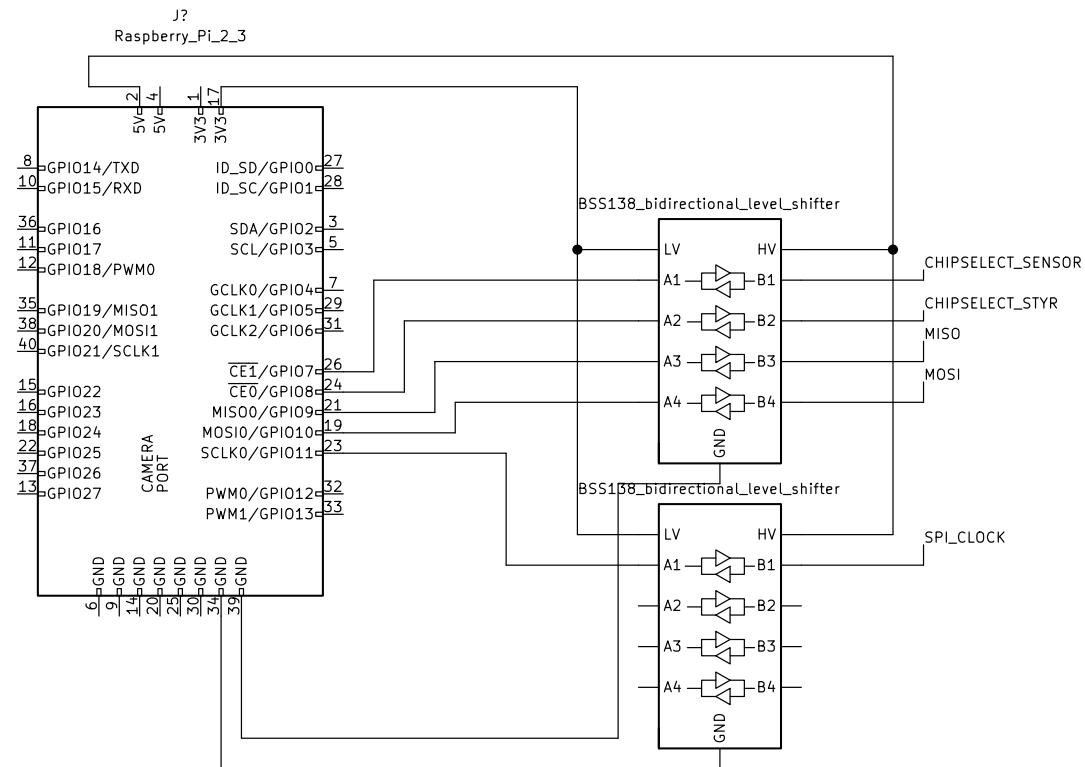 J?
Raspberry_Pi_2_3
2
4
1
17
5V
5V
3V3
3V3
8 GPIO14/TXD
10 GPIO15/RXD
36 GPIO16
11 GPIO17
12 GPIO18/PWM0
35 GPIO19/MISO1
38 GPIO20/MOSI1
40 GPIO21/SCLK1
15 GPIO22
16 GPIO23
18 GPIO24
22 GPIO25
37 GPIO26
13 GPIO27
CAMERA
PORT
ID_SD/GPIO0 27
ID_SC/GPIO1 28
SDA/GPIO2 3
SCL/GPIO3 5
GCLK0/GPIO4 7
GCLK1/GPIO5 29
GCLK2/GPIO6 31
CE1/GPIO7 26
CE0/GPIO8 24
MISO0/GPIO9 21
MOSI0/GPIO10 19
SCLK0/GPIO11 23
PWM0/GPIO12 32
PWM1/GPIO13 33
GND
GND
GND
GND
GND
GND
GND
GND
6
9
14
20
25
30
34
39
BSS138_bidirectional_level_shifter
LV HV
A1 B1
A2 B2
A3 B3
A4 B4
GND
CHIPSELECT_SENSOR
CHIPSELECT_STYR
MISO
MOSI
BSS138_bidirectional_level_shifter
LV HV
A1 B1
A2 B2
A3 B3
A4 B4
GND
SPI_CLOCK